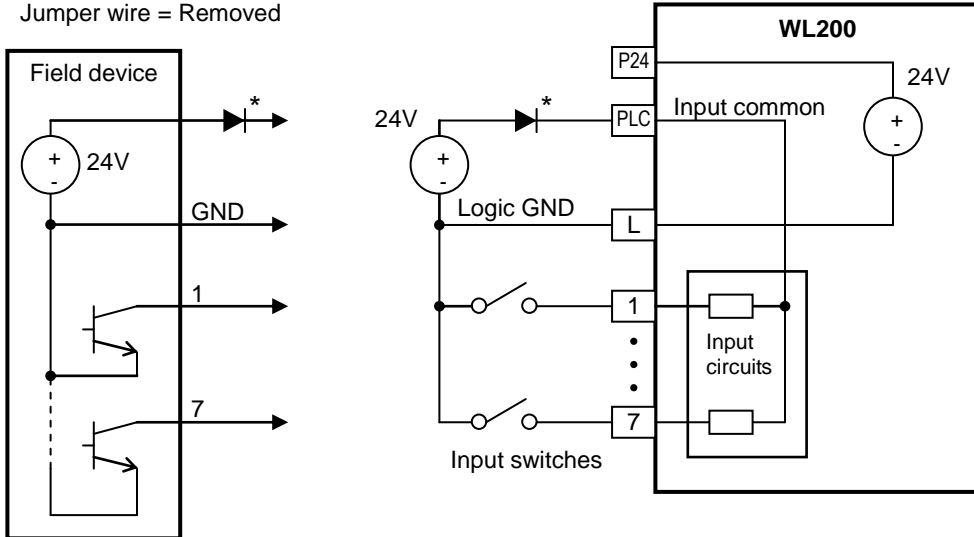 Jumper wire = Removed
Field device
*
+
-
24V
GND
1
7
24V
*
+
-
Logic GND
Input switches
WL200
P24
PLC
Input common
24V
+
-
L
1
7
Input
circuits